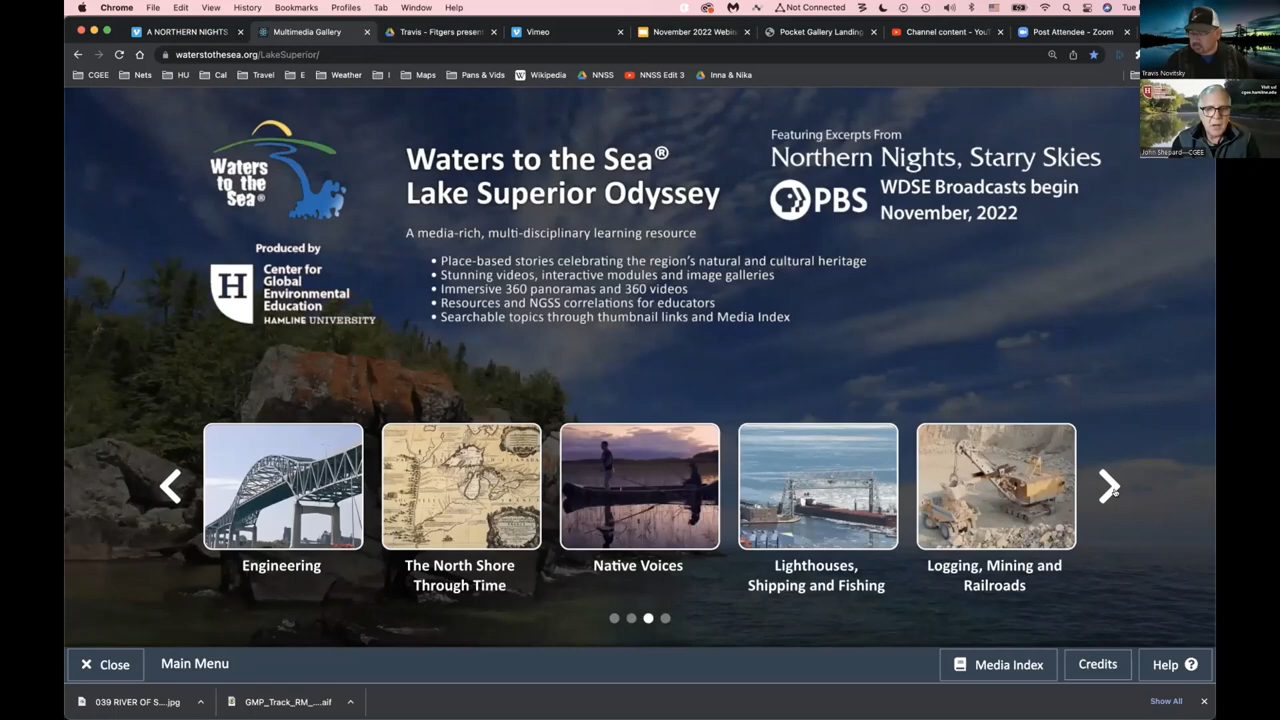 Chrome File Edit View History Bookmarks Profiles Tab Window Help Not Connected Tue
A NORTHERN NIGHTS Multimedia Gallery Travis - Fitgers present Vimeo November 2022 Webin Pocket Gallery Landing Channel content - YouT Post Attendee - Zoom
waterstothesea.org/LakeSuperior/
CGEE Nets HU Cal Travel E Weather I Maps Pans & Vids Wikipedia NNSS NNSS Edit 3 Inna & Nika
Travis Novitsky
Visit us!
cgee.hamline.edu
John Shepard—CGEE
Waters
to the
Sea®
Produced by
H
Center for
Global
Environmental
Education
HAMLINE UNIVERSITY
Waters to the Sea®
Lake Superior Odyssey
A media-rich, multi-disciplinary learning resource
• Place-based stories celebrating the region's natural and cultural heritage
• Stunning videos, interactive modules and image galleries
• Immersive 360 panoramas and 360 videos
• Resources and NGSS correlations for educators
• Searchable topics through thumbnail links and Media Index
Featuring Excerpts From
Northern Nights, Starry Skies
PBS
WDSE Broadcasts begin
November, 2022
Engineering
The North Shore
Through Time
Native Voices
Lighthouses,
Shipping and Fishing
Logging, Mining and
Railroads
Close Main Menu Media Index Credits Help ?
039 RIVER OF S....jpg GMP_Track_RM_....aif Show All